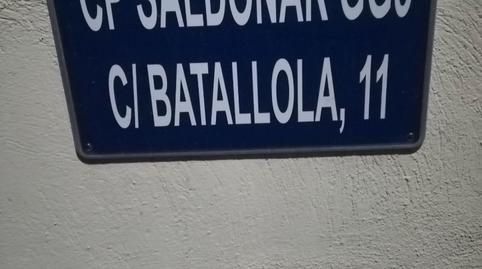 CP SALDONAR
C/ BATALLOLA, 11